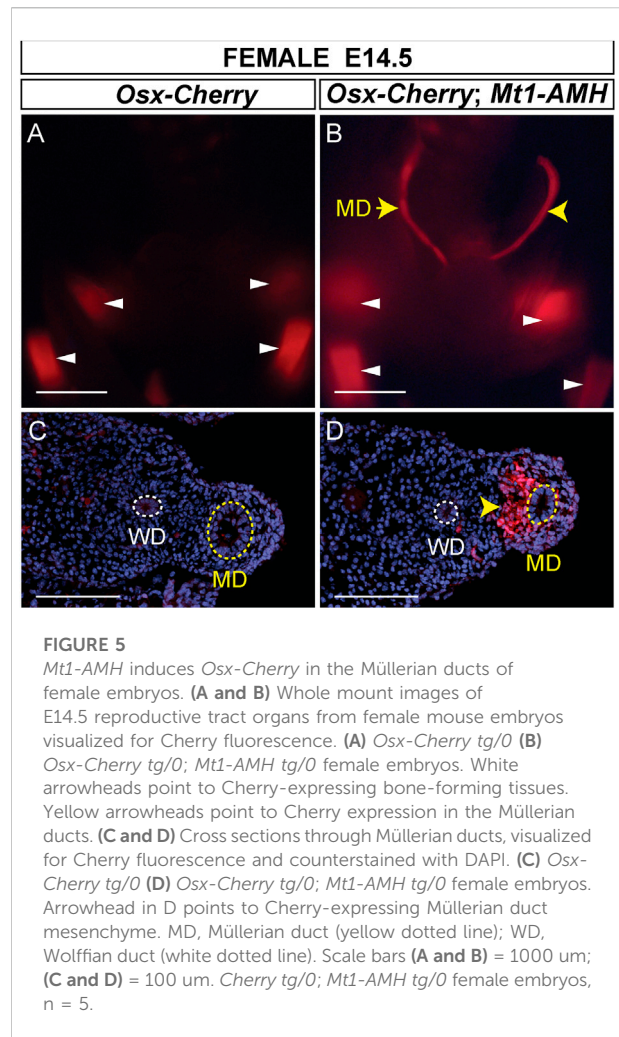 FEMALE E14.5
Osx-Cherry
Osx-Cherry; Mt1-AMH
A
B
MD
C
D
WD
MD
WD
MD
FIGURE 5
Mt1-AMH induces Osx-Cherry in the Müllerian ducts of
female embryos. (A and B) Whole mount images of
E14.5 reproductive tract organs from female mouse embryos
visualized for Cherry fluorescence. (A) Osx-Cherry tg/0 (B)
Osx-Cherry tg/0; Mt1-AMH tg/0 female embryos. White
arrowheads point to Cherry-expressing bone-forming tissues.
Yellow arrowheads point to Cherry expression in the Müllerian
ducts. (C and D) Cross sections through Müllerian ducts, visualized
for Cherry fluorescence and counterstained with DAPI. (C) Osx-
Cherry tg/0 (D) Osx-Cherry tg/0; Mt1-AMH tg/0 female embryos.
Arrowhead in D points to Cherry-expressing Müllerian duct
mesenchyme. MD, Müllerian duct (yellow dotted line); WD,
Wolffian duct (white dotted line). Scale bars (A and B) = 1000 um;
(C and D) = 100 um. Cherry tg/0; Mt1-AMH tg/0 female embryos,
n = 5.